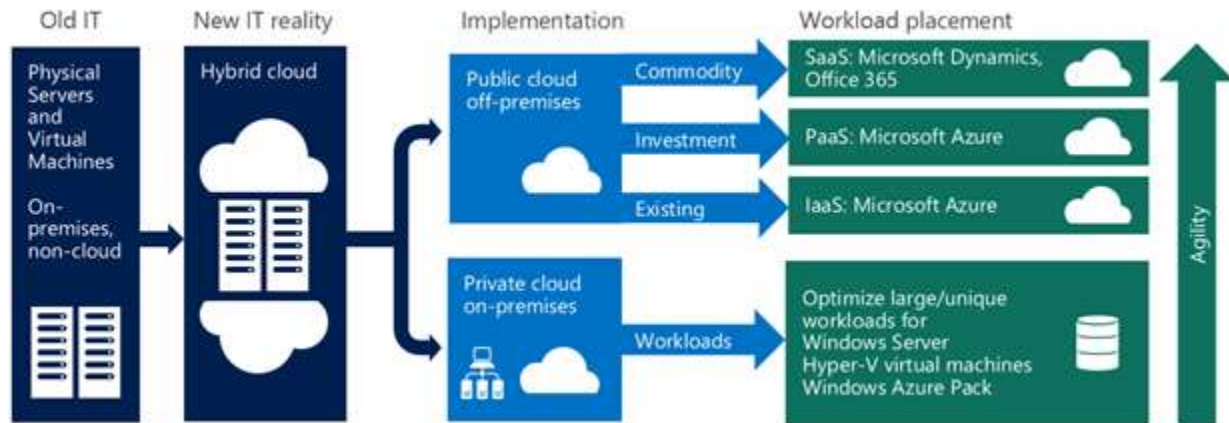 Old IT
New IT reality
Implementation
Workload placement
Physical
Servers
and
Virtual
Machines
On-
premises,
non-cloud
Hybrid cloud
Public cloud
off-premises
Commodity
Investment
Existing
SaaS: Microsoft Dynamics,
Office 365
PaaS: Microsoft Azure
IaaS: Microsoft Azure
Private cloud
on-premises
Workloads
Optimize large/unique
workloads for
Windows Server
Hyper-V virtual machines
Windows Azure Pack
Agility